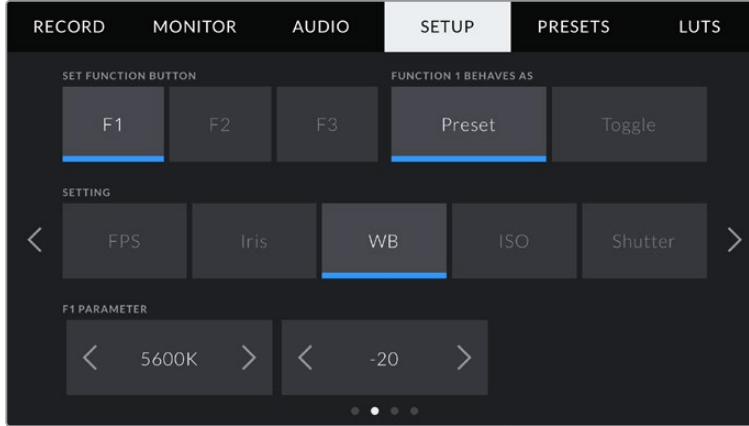 RECORD MONITOR AUDIO SETUP PRESETS LUTS
SET FUNCTION BUTTON FUNCTION 1 BEHAVES AS
F1 F2 F3 Preset Toggle
SETTING
FPS Iris WB ISO Shutter
F1 PARAMETER
5600K -20